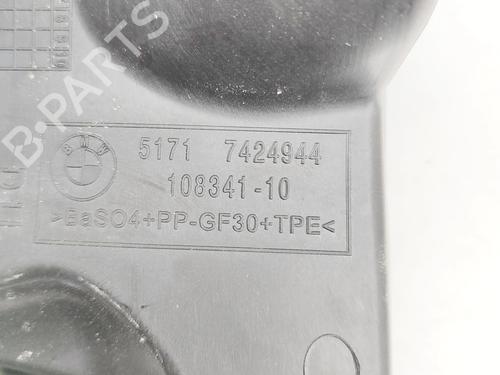 B-PARTS
BMW
5171 7424944
108341-10
>BaSO4+PP-GF30+TPE<